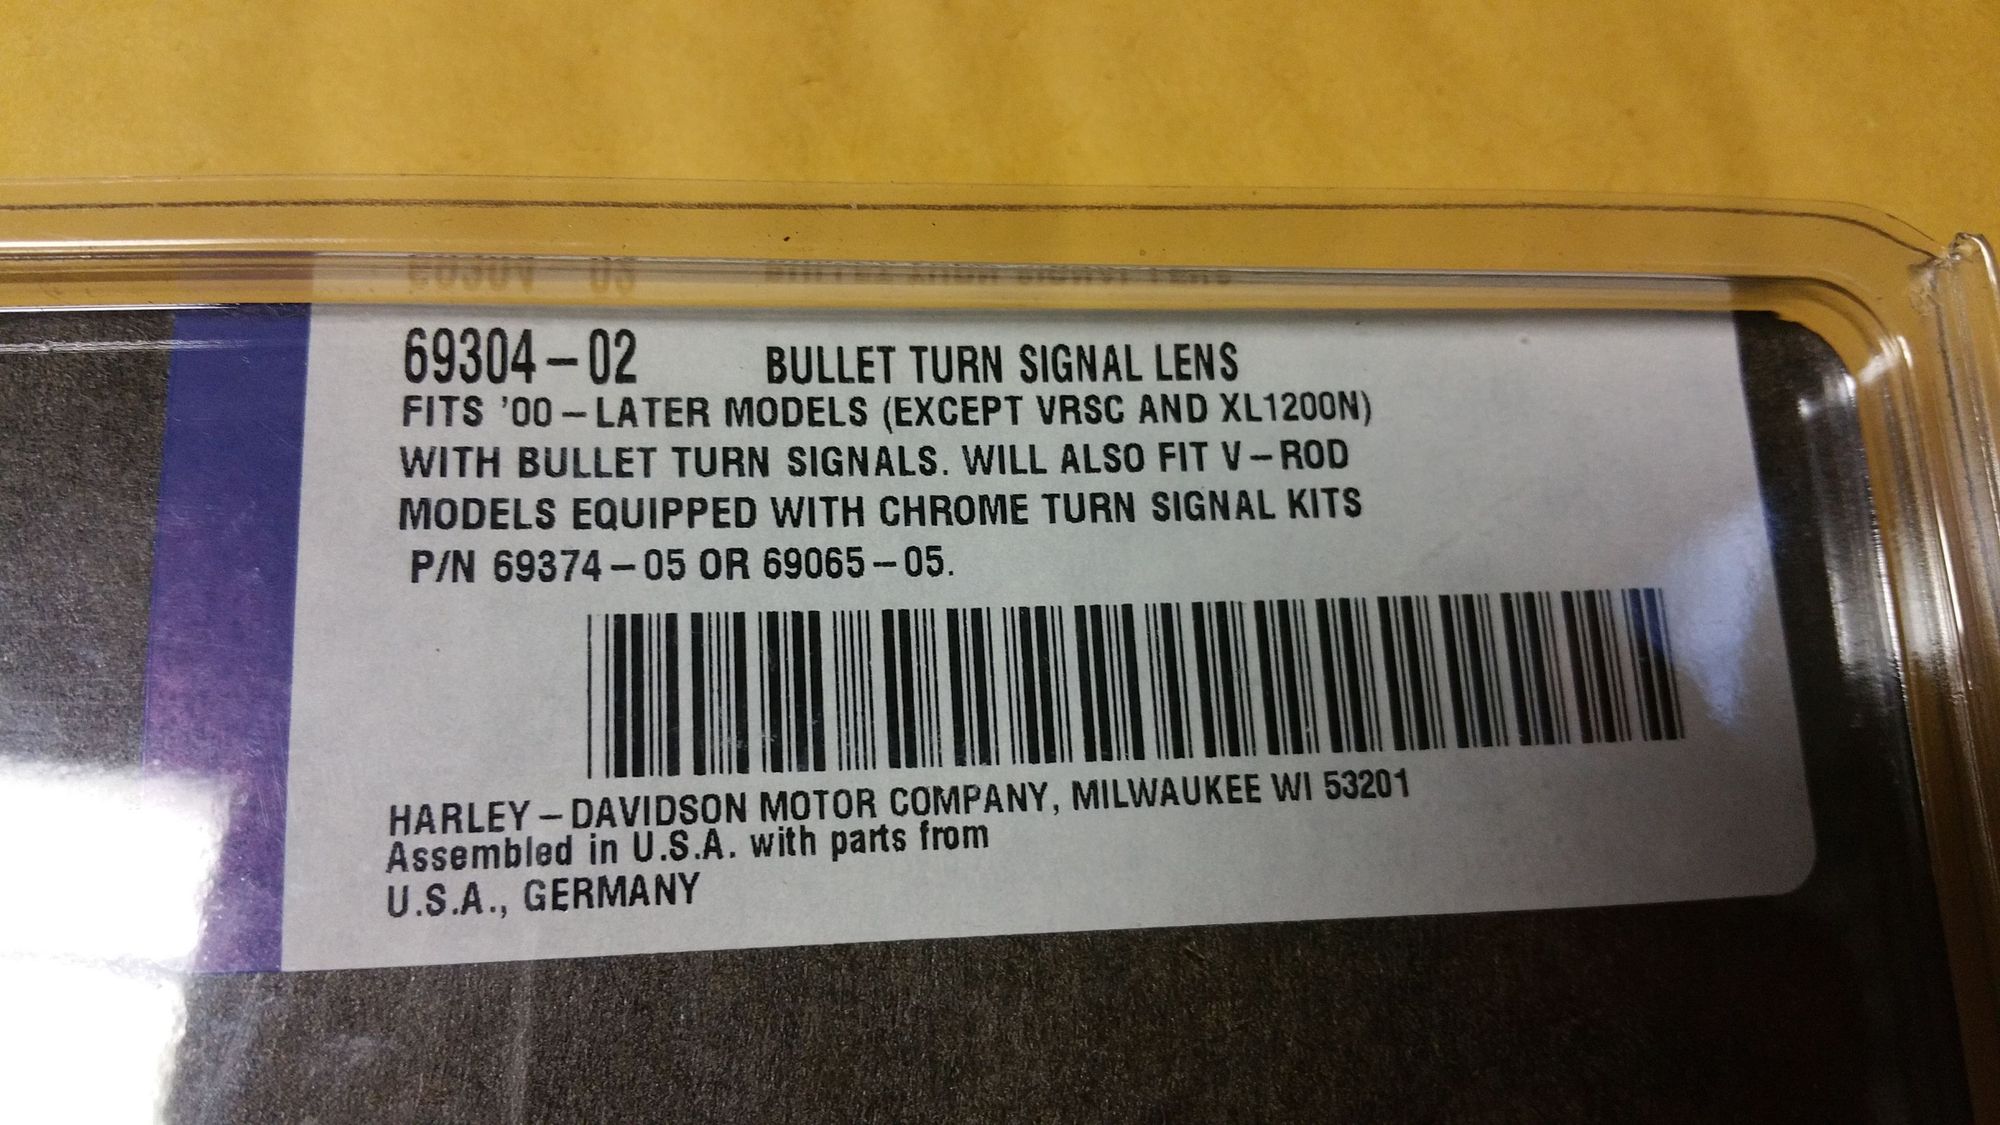 69304-02 BULLET TURN SIGNAL LENS
FITS '00-LATER MODELS (EXCEPT VRSC AND XL1200N)
WITH BULLET TURN SIGNALS. WILL ALSO FIT V-ROD
MODELS EQUIPPED WITH CHROME TURN SIGNAL KITS
P/N 69374-05 OR 69065-05.
HARLEY-DAVIDSON MOTOR COMPANY, MILWAUKEE WI 53201
Assembled in U.S.A. with parts from
U.S.A., GERMANY